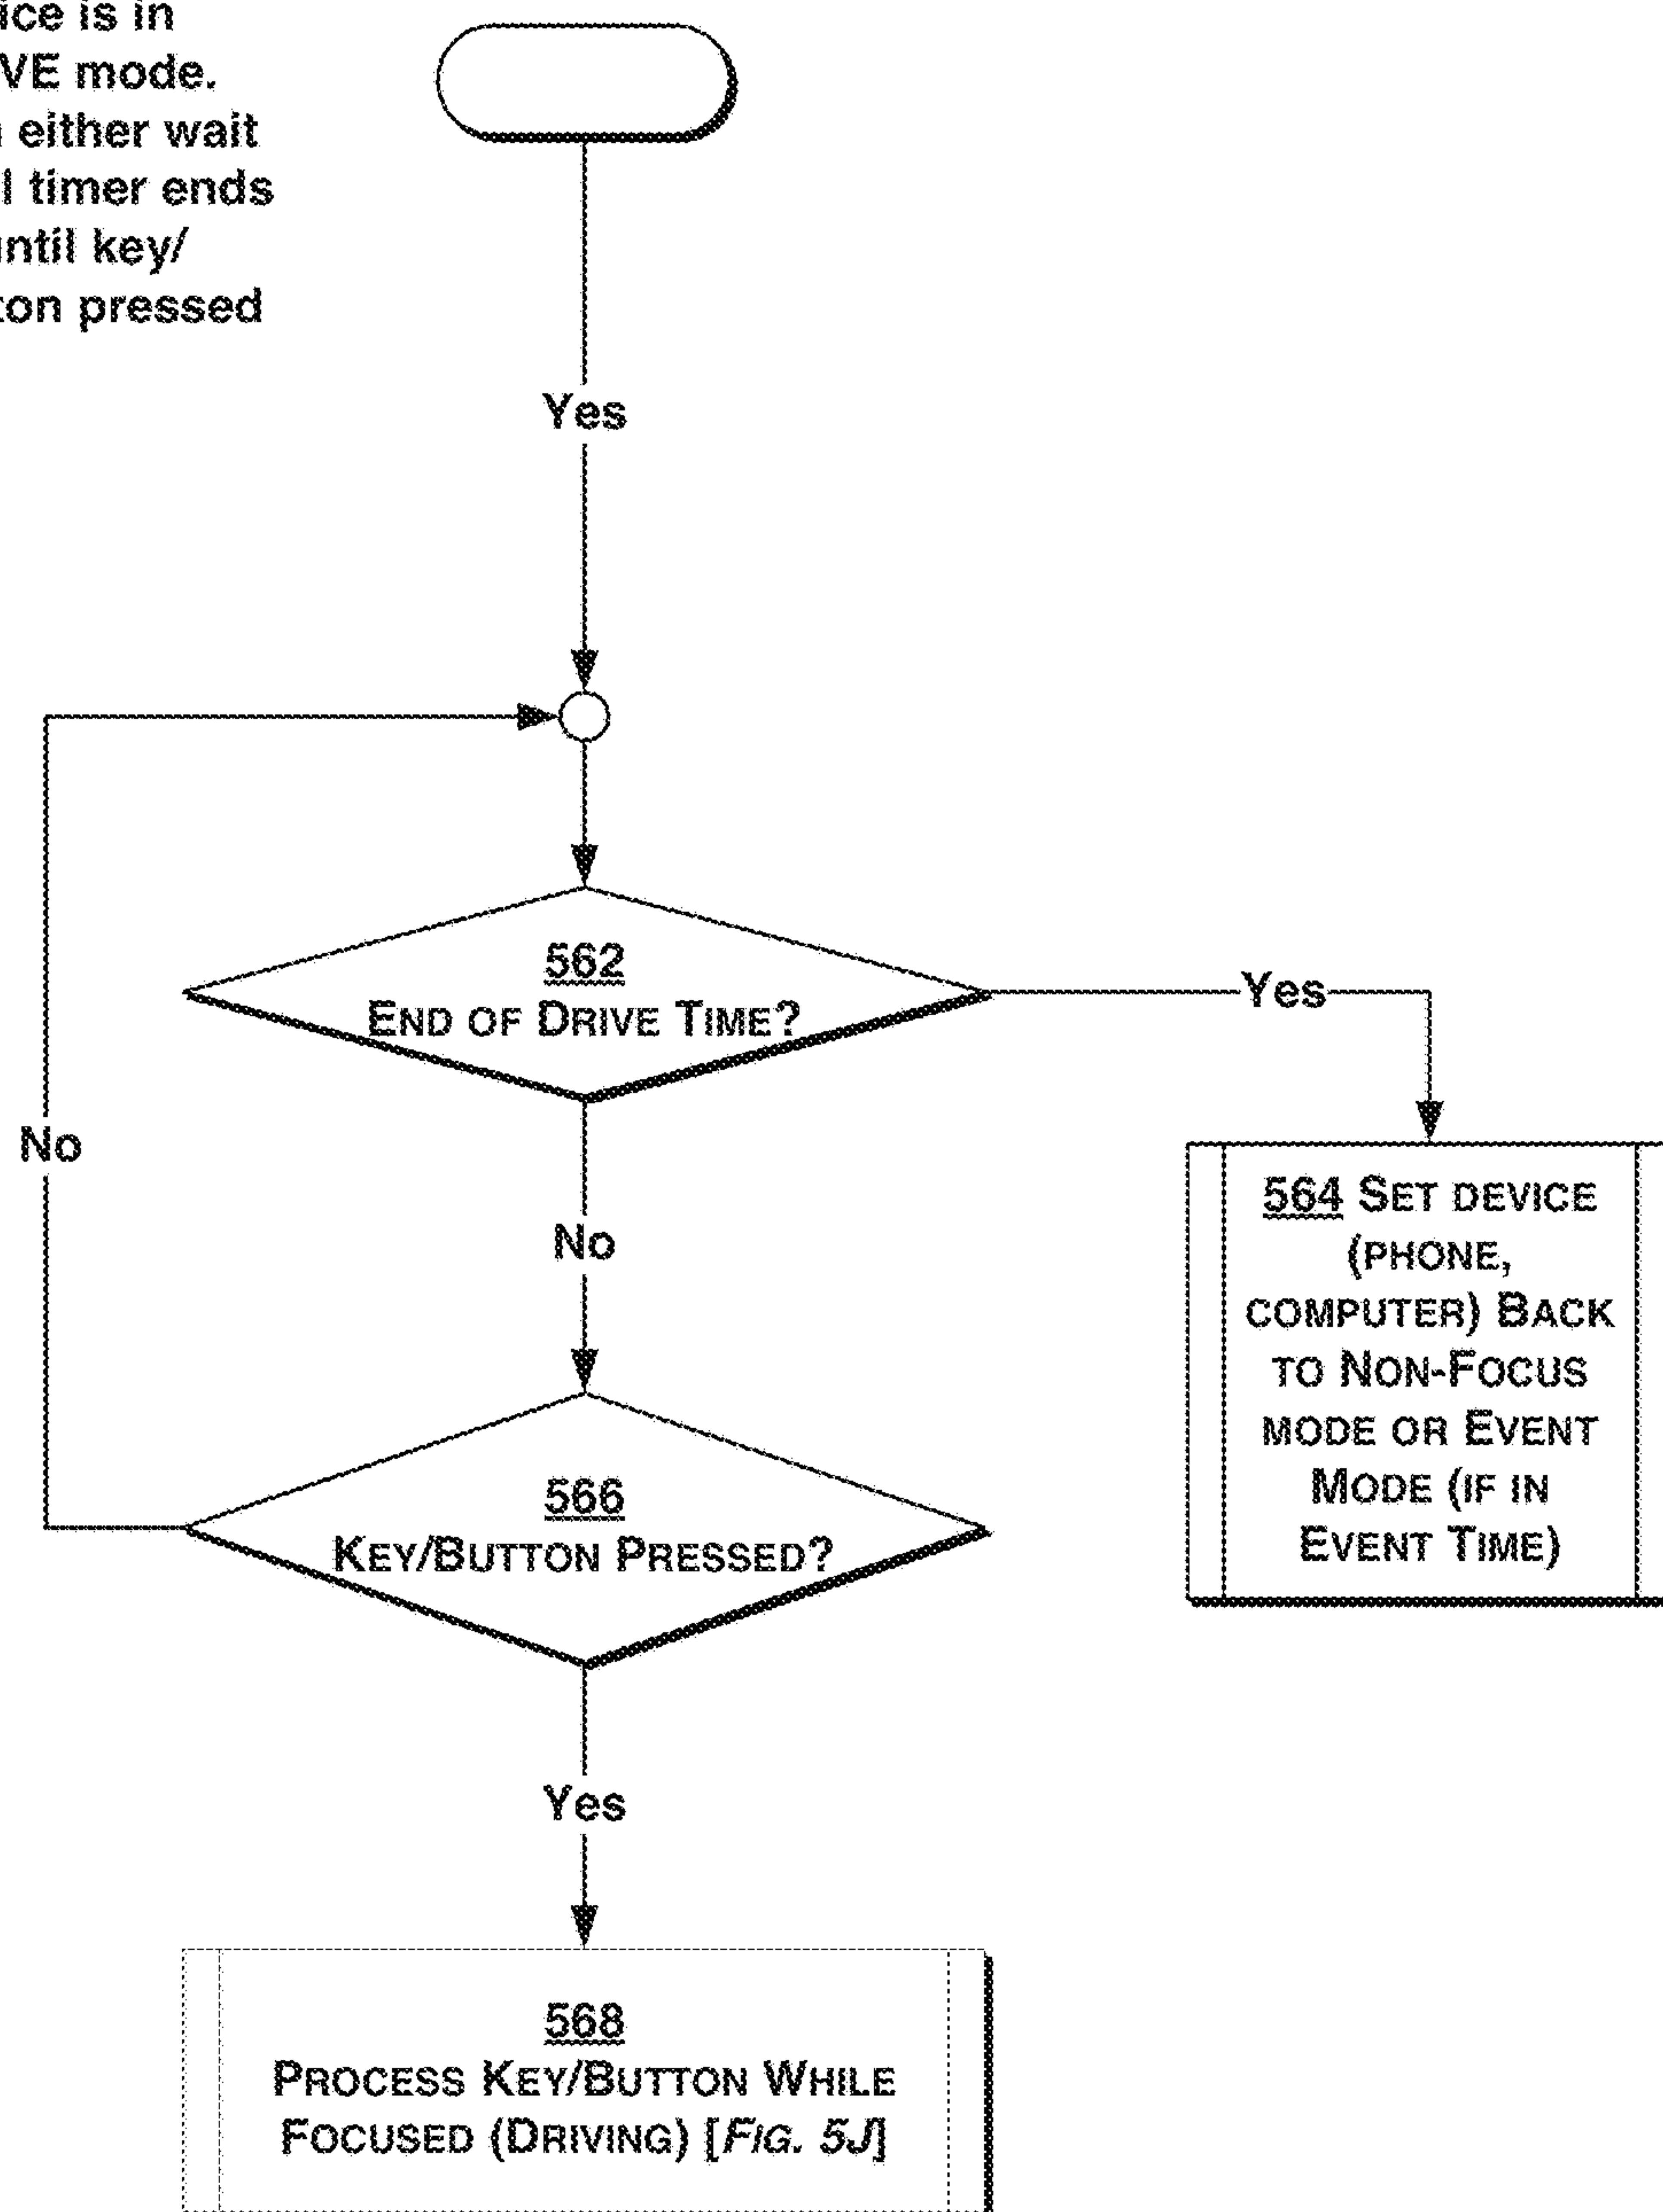 ice is in
VE mode.
either wait
l timer ends
until key/
ton pressed
Yes
562
END OF DRIVE TIME?
Yes
No
No
564 SET DEVICE
(PHONE,
COMPUTER) BACK
TO NON-FOCUS
MODE OR EVENT
MODE (IF IN
EVENT TIME)
566
KEY/BUTTON PRESSED?
Yes
568
PROCESS KEY/BUTTON WHILE
FOCUSED (DRIVING) [FIG. 5J]